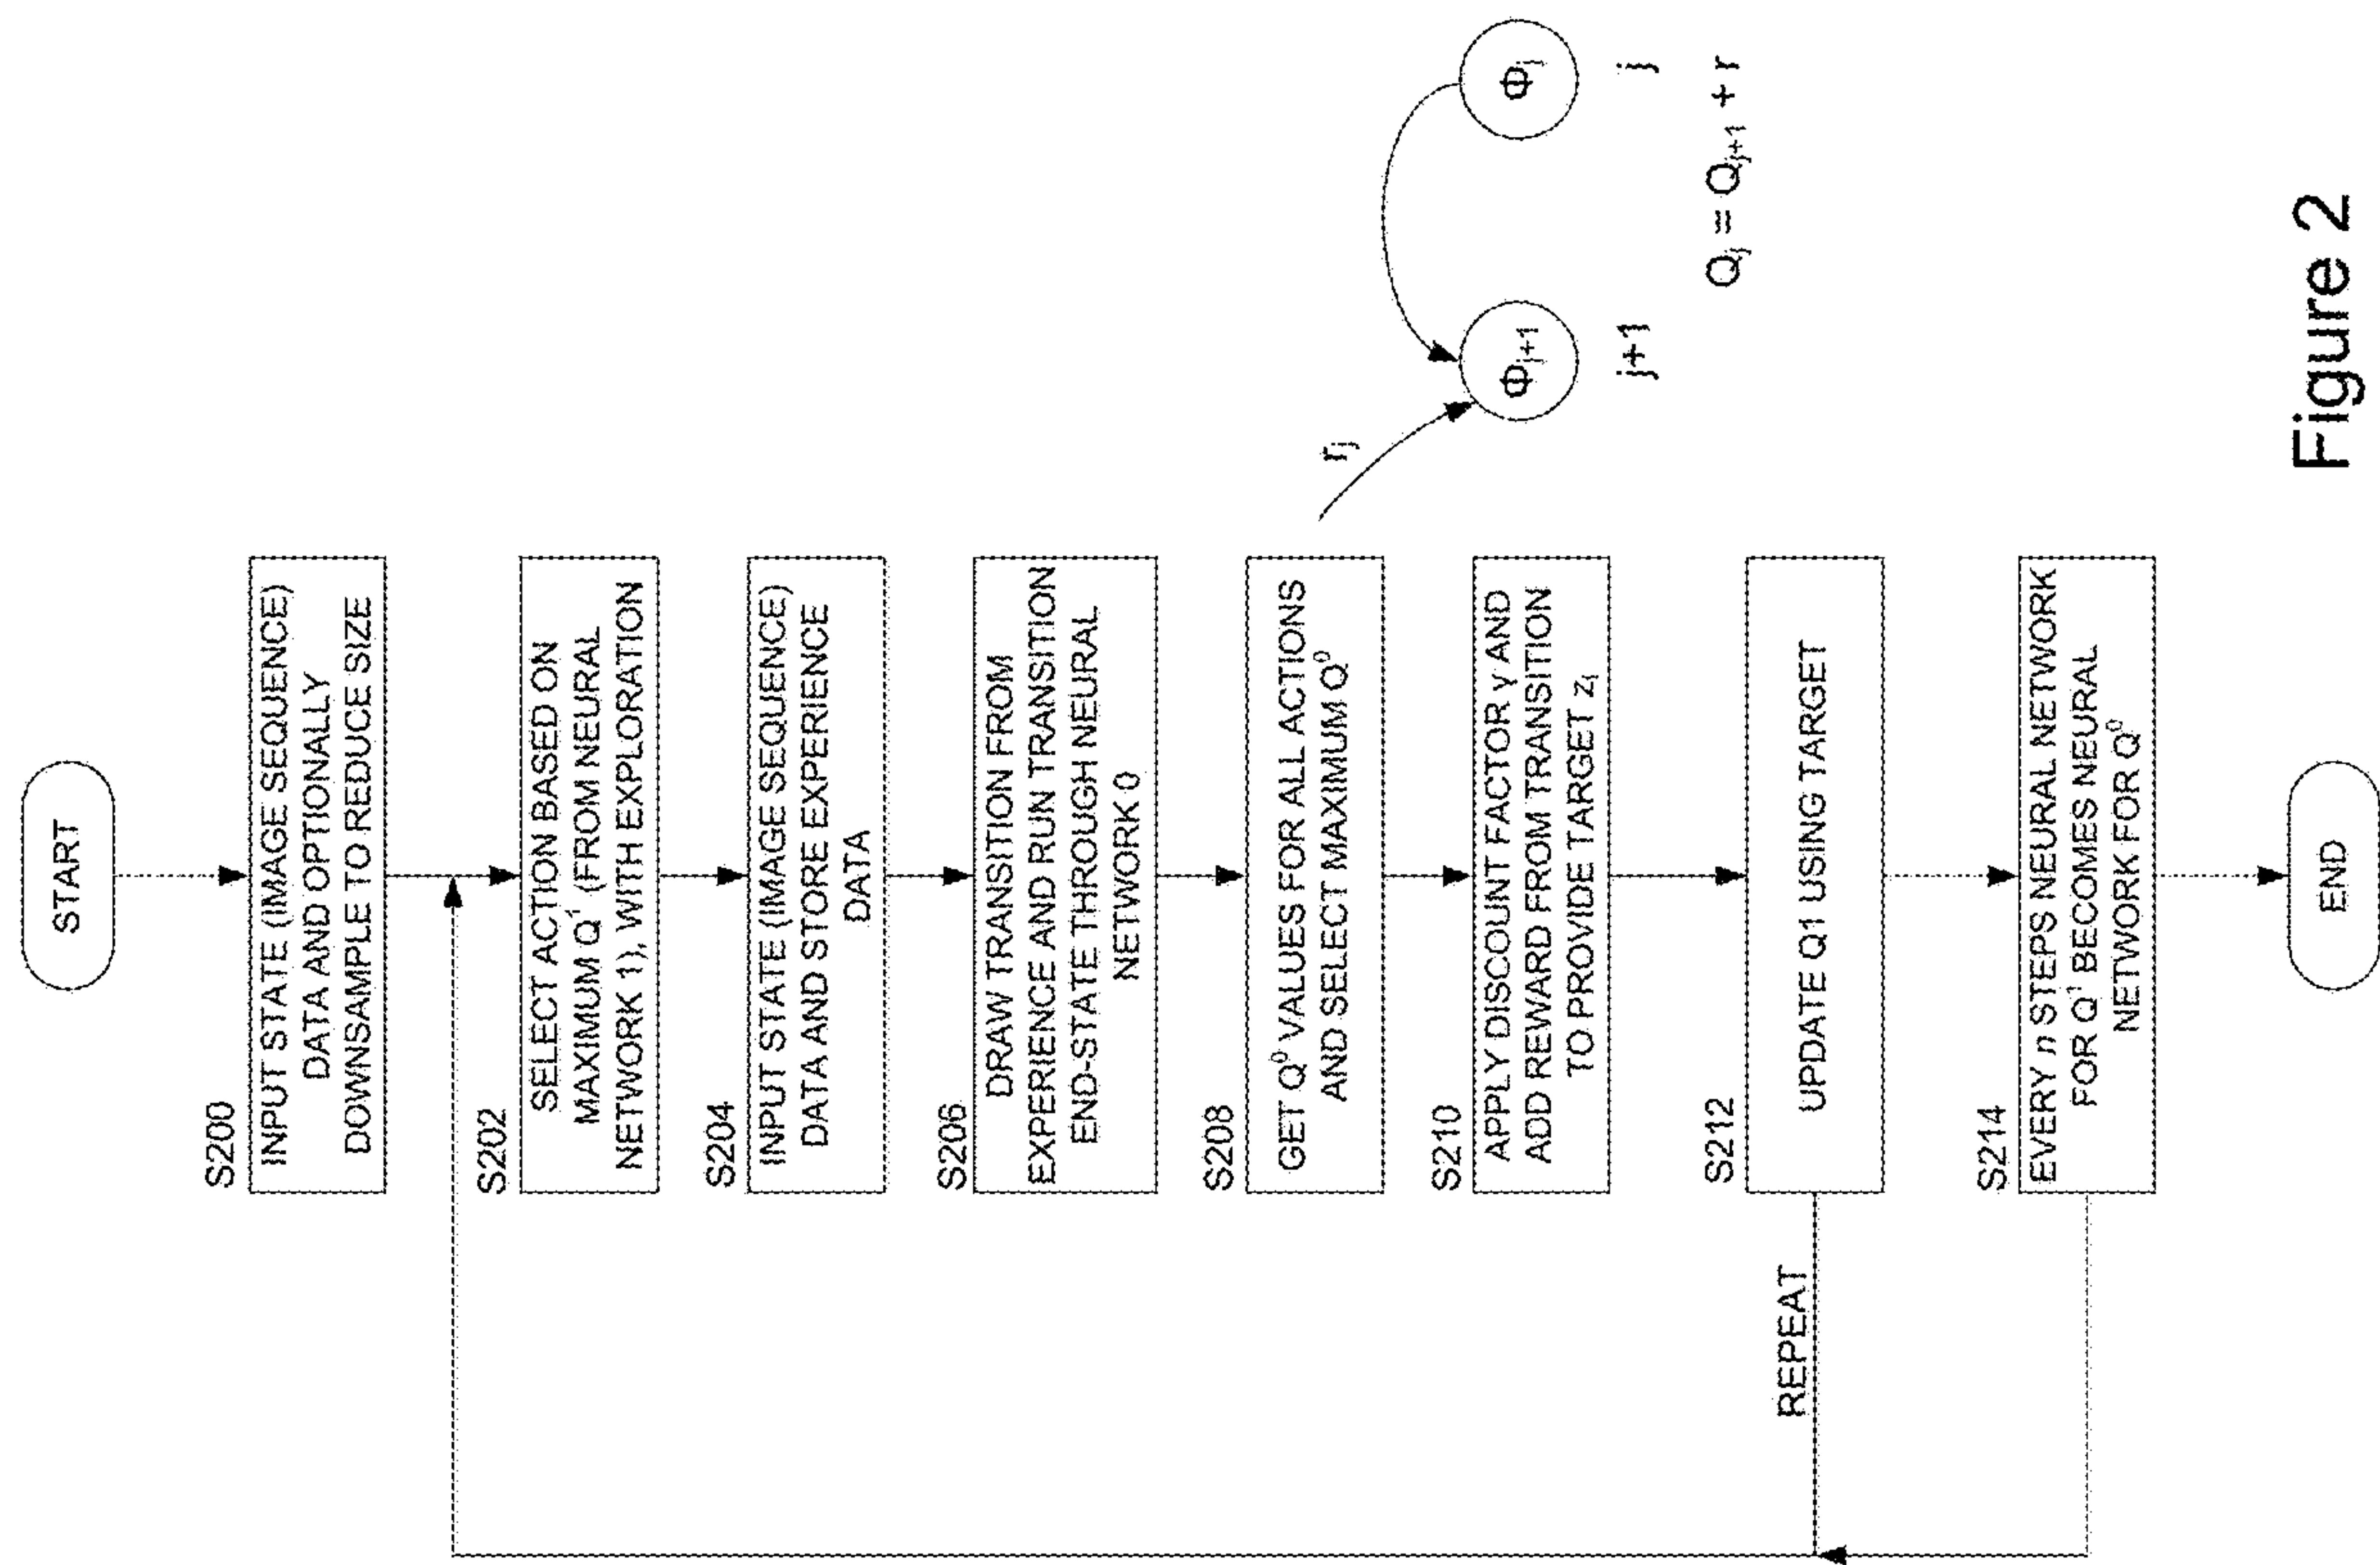 START
S200
INPUT STATE (IMAGE SEQUENCE)
DATA AND OPTIONALLY
DOWNSAMPLE TO REDUCE SIZE
S202
SELECT ACTION BASED ON
MAXIMUM Q¹ (FROM NEURAL
NETWORK 1), WITH EXPLORATION
S204
INPUT STATE (IMAGE SEQUENCE)
DATA AND STORE EXPERIENCE
DATA
S206
DRAW TRANSITION FROM
EXPERIENCE AND RUN TRANSITION
END-STATE THROUGH NEURAL
NETWORK 0
S208
GET Q⁰ VALUES FOR ALL ACTIONS
AND SELECT MAXIMUM Q⁰
S210
APPLY DISCOUNT FACTOR γ AND
ADD REWARD FROM TRANSITION
TO PROVIDE TARGET zⱼ
S212
UPDATE Q1 USING TARGET
REPEAT
S214
EVERY n STEPS NEURAL NETWORK
FOR Q¹ BECOMES NEURAL
NETWORK FOR Q⁰
END
rⱼ
Φⱼ₊₁
Φⱼ
j+1
j
Qⱼ = Qⱼ₊₁ + r
Figure 2